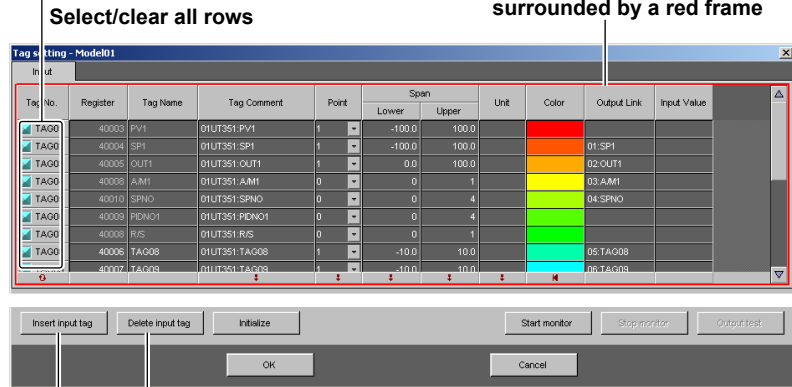 surrounded by a red frame
Select/clear all rows
Tag setting - Model01
Input
Tag No. Register Tag Name Tag Comment Point Span Lower Upper Unit Color Output Link Input Value
TAG0 40003 PV1 01UT351:PV1 1 -100.0 100.0
TAG0 40004 SP1 01UT351:SP1 1 -100.0 100.0 01:SP1
TAG0 40005 OUT1 01UT351:OUT1 1 0.0 100.0 02:OUT1
TAG0 40008 A/M1 01UT351:A/M1 0 0 1 03:A/M1
TAG0 40010 SPNO 01UT351:SPNO 0 0 4 04:SPNO
TAG0 40009 PIDNO1 01UT351:PIDNO1 0 0 4
TAG0 40008 R/S 01UT351:R/S 0 0 1
TAG0 40006 TAG08 01UT351:TAG08 1 -10.0 10.0 05:TAG08
40007 TAG09 01UT351:TAG09 1 -10.0 10.0 06:TAG09
Insert input tag Delete input tag Initialize Start monitor Stop monitor Output test
OK Cancel